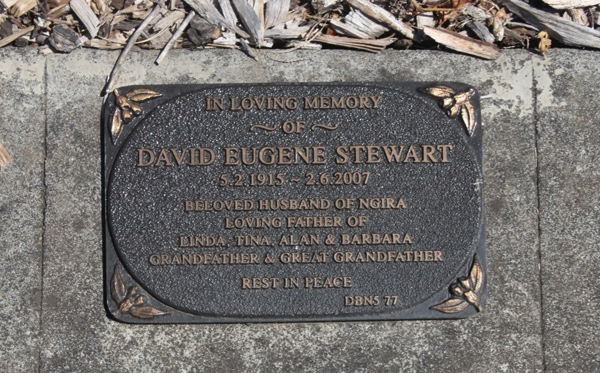 IN LOVING MEMORY
~ OF ~
DAVID EUGENE STEWART
5.2.1915 ~ 2.6.2007
BELOVED HUSBAND OF NGIRA
LOVING FATHER OF
LINDA, TINA, ALAN & BARBARA
GRANDFATHER & GREAT GRANDFATHER
REST IN PEACE
DBN5 77